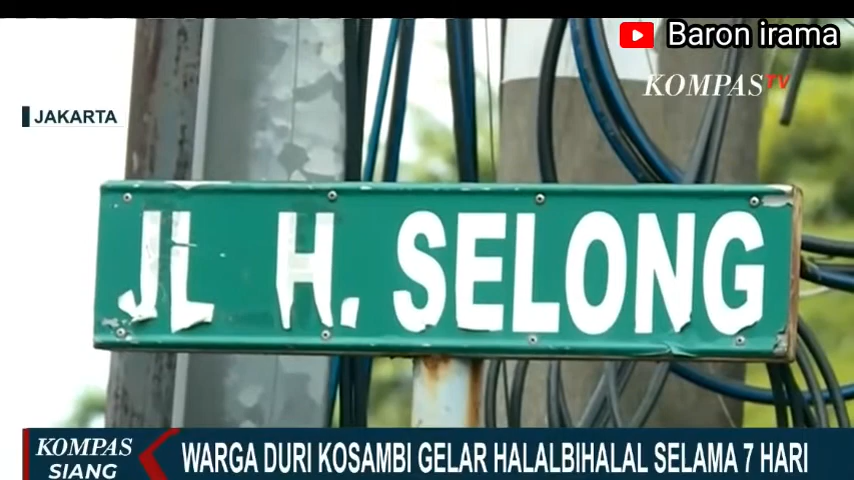 Baron irama
KOMPAS TV
JAKARTA
JL H. SELONG
KOMPAS SIANG
WARGA DURI KOSAMBI GELAR HALALBIHALAL SELAMA 7 HARI